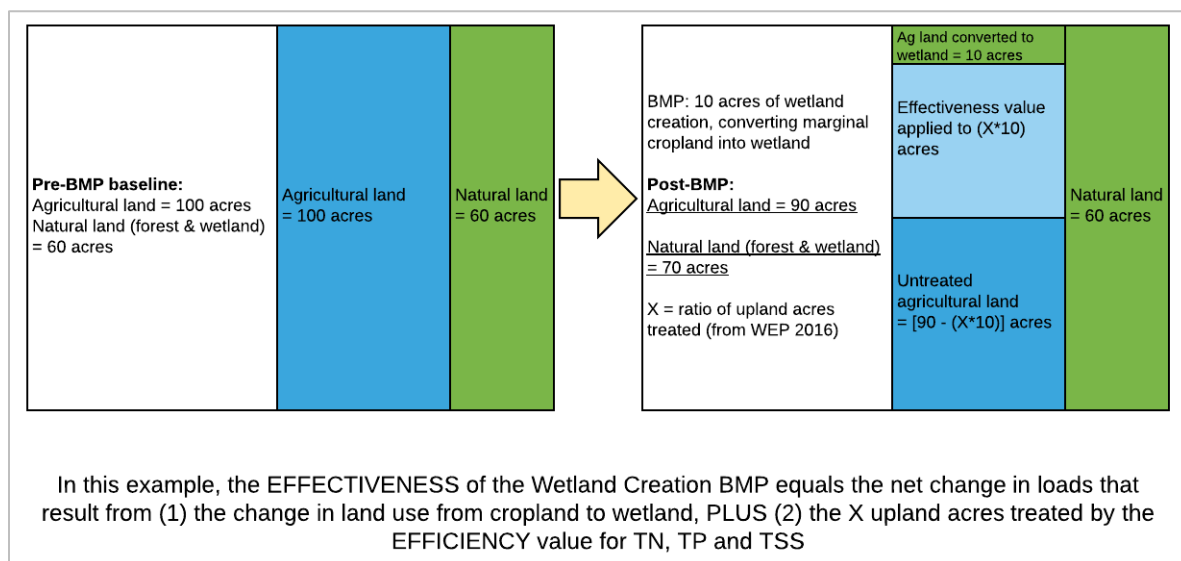 Pre-BMP baseline:
Agricultural land = 100 acres
Natural land (forest & wetland)
= 60 acres
Agricultural land
= 100 acres
Natural land
= 60 acres
BMP: 10 acres of wetland
creation, converting marginal
cropland into wetland
Post-BMP:
Agricultural land = 90 acres
Natural land (forest & wetland)
= 70 acres
X = ratio of upland acres
treated (from WEP 2016)
Ag land converted to
wetland = 10 acres
Effectiveness value
applied to (X*10)
acres
Untreated
agricultural land
= [90 - (X*10)] acres
Natural land
= 60 acres
In this example, the EFFECTIVENESS of the Wetland Creation BMP equals the net change in loads that
result from (1) the change in land use from cropland to wetland, PLUS (2) the X upland acres treated by the
EFFICIENCY value for TN, TP and TSS